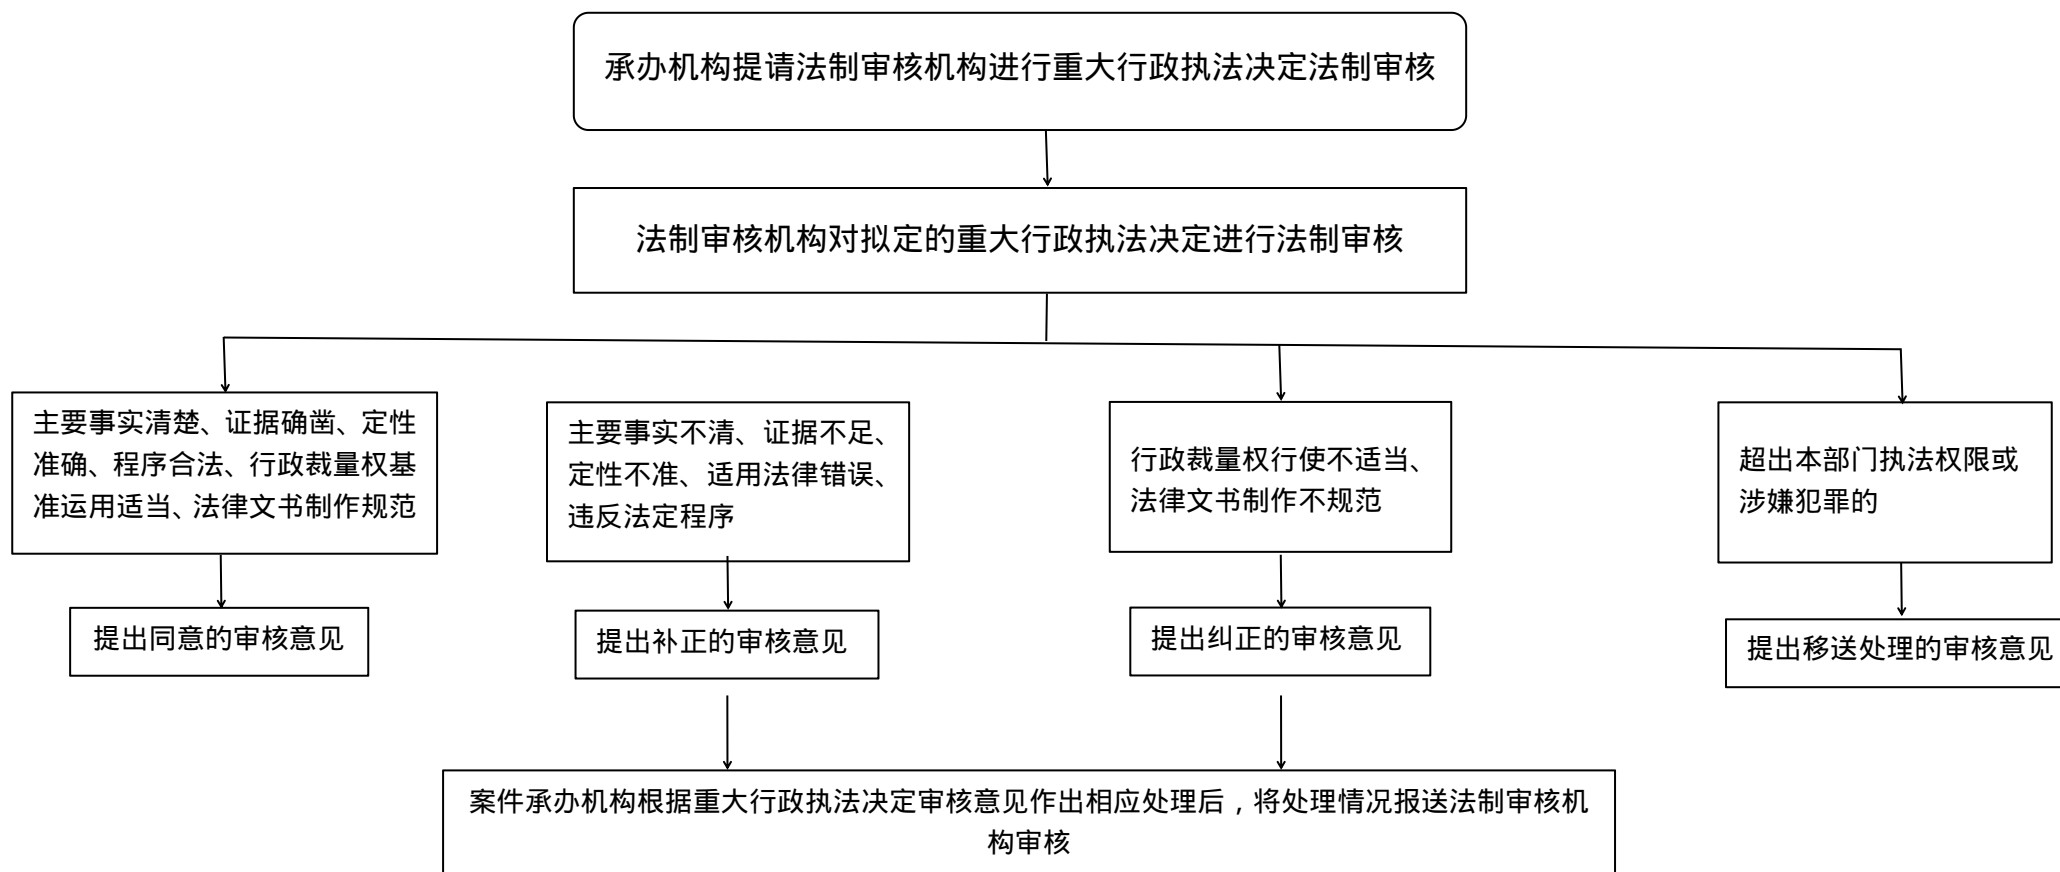 承办机构提请法制审核机构进行重大行政执法决定法制审核
法制审核机构对拟定的重大行政执法决定进行法制审核
主要事实清楚、证据确凿、定性
准确、程序合法、行政裁量权基
准运用适当、法律文书制作规范
主要事实不清、证据不足、
定性不准、适用法律错误、
违反法定程序
行政裁量权行使不适当、
法律文书制作不规范
超出本部门执法权限或
涉嫌犯罪的
提出同意的审核意见
提出补正的审核意见
提出纠正的审核意见
提出移送处理的审核意见
案件承办机构根据重大行政执法决定审核意见作出相应处理后，将处理情况报送法制审核机
构审核